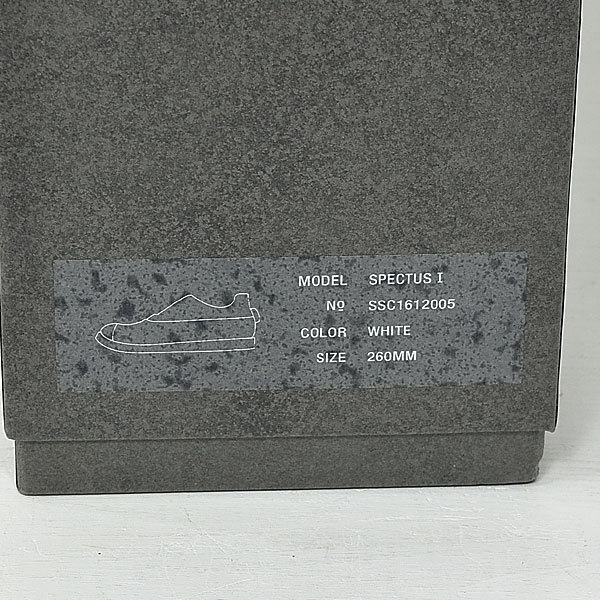 MODEL SPECTUS I
Nº SSC1612005
COLOR WHITE
SIZE 260MM